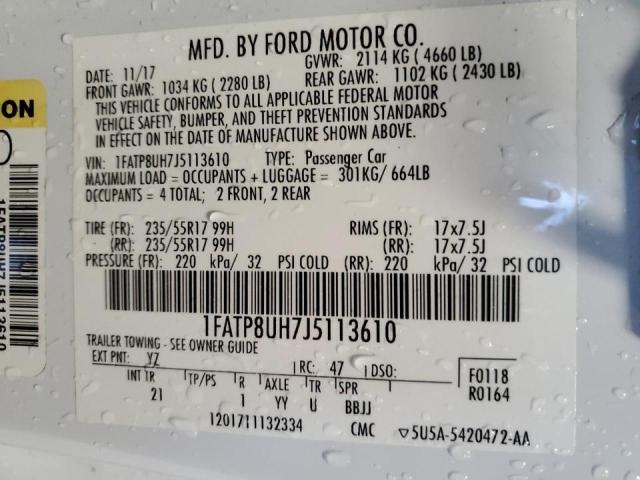 MFD. BY FORD MOTOR CO.
DATE: 11/17 GVWR: 2114 KG ( 4660 LB)
FRONT GAWR: 1034 KG ( 2280 LB) REAR GAWR: 1102 KG ( 2430 LB)
THIS VEHICLE CONFORMS TO ALL APPLICABLE FEDERAL MOTOR
VEHICLE SAFETY, BUMPER, AND THEFT PREVENTION STANDARDS
IN EFFECT ON THE DATE OF MANUFACTURE SHOWN ABOVE.
VIN: 1FATP8UH7J5113610 TYPE: Passenger Car
MAXIMUM LOAD = OCCUPANTS + LUGGAGE = 301KG/ 664LB
OCCUPANTS = 4 TOTAL; 2 FRONT, 2 REAR
TIRE (FR): 235/55R17 99H RIMS (FR): 17x7.5J
(RR): 235/55R17 99H (RR): 17x7.5J
PRESSURE (FR): 220 kPa/ 32 PSI COLD (RR): 220 kPa/ 32 PSI COLD
1FATP8UH7J5113610
TRAILER TOWING - SEE OWNER GUIDE
EXT PNT: YZ RC: 47 DSO: F0118
INT TR TP/PS R AXLE TR SPR R0164
21 1 YY U BBJJ
1201711132334 CMC 5U5A-5420472-AA
ON
1FATP8UH7J5113610